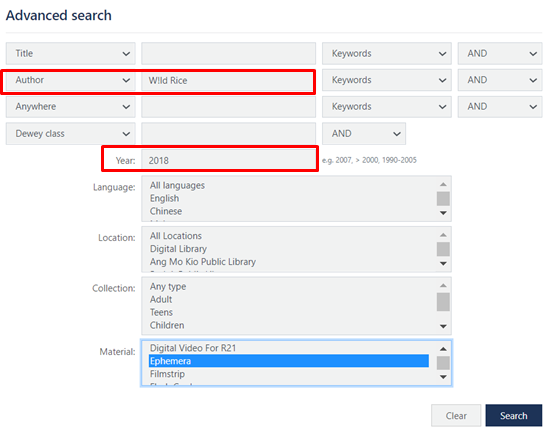 Advanced search
Title Keywords AND
Author W!ld Rice Keywords AND
Anywhere Keywords AND
Dewey class AND
Year: 2018 e.g. 2007, > 2000, 1990-2005
Language: All languages
English
Chinese
Location: All Locations
Digital Library
Ang Mo Kio Public Library
Collection: Any type
Adult
Teens
Children
Material: Digital Video For R21
Ephemera
Filmstrip
Clear Search